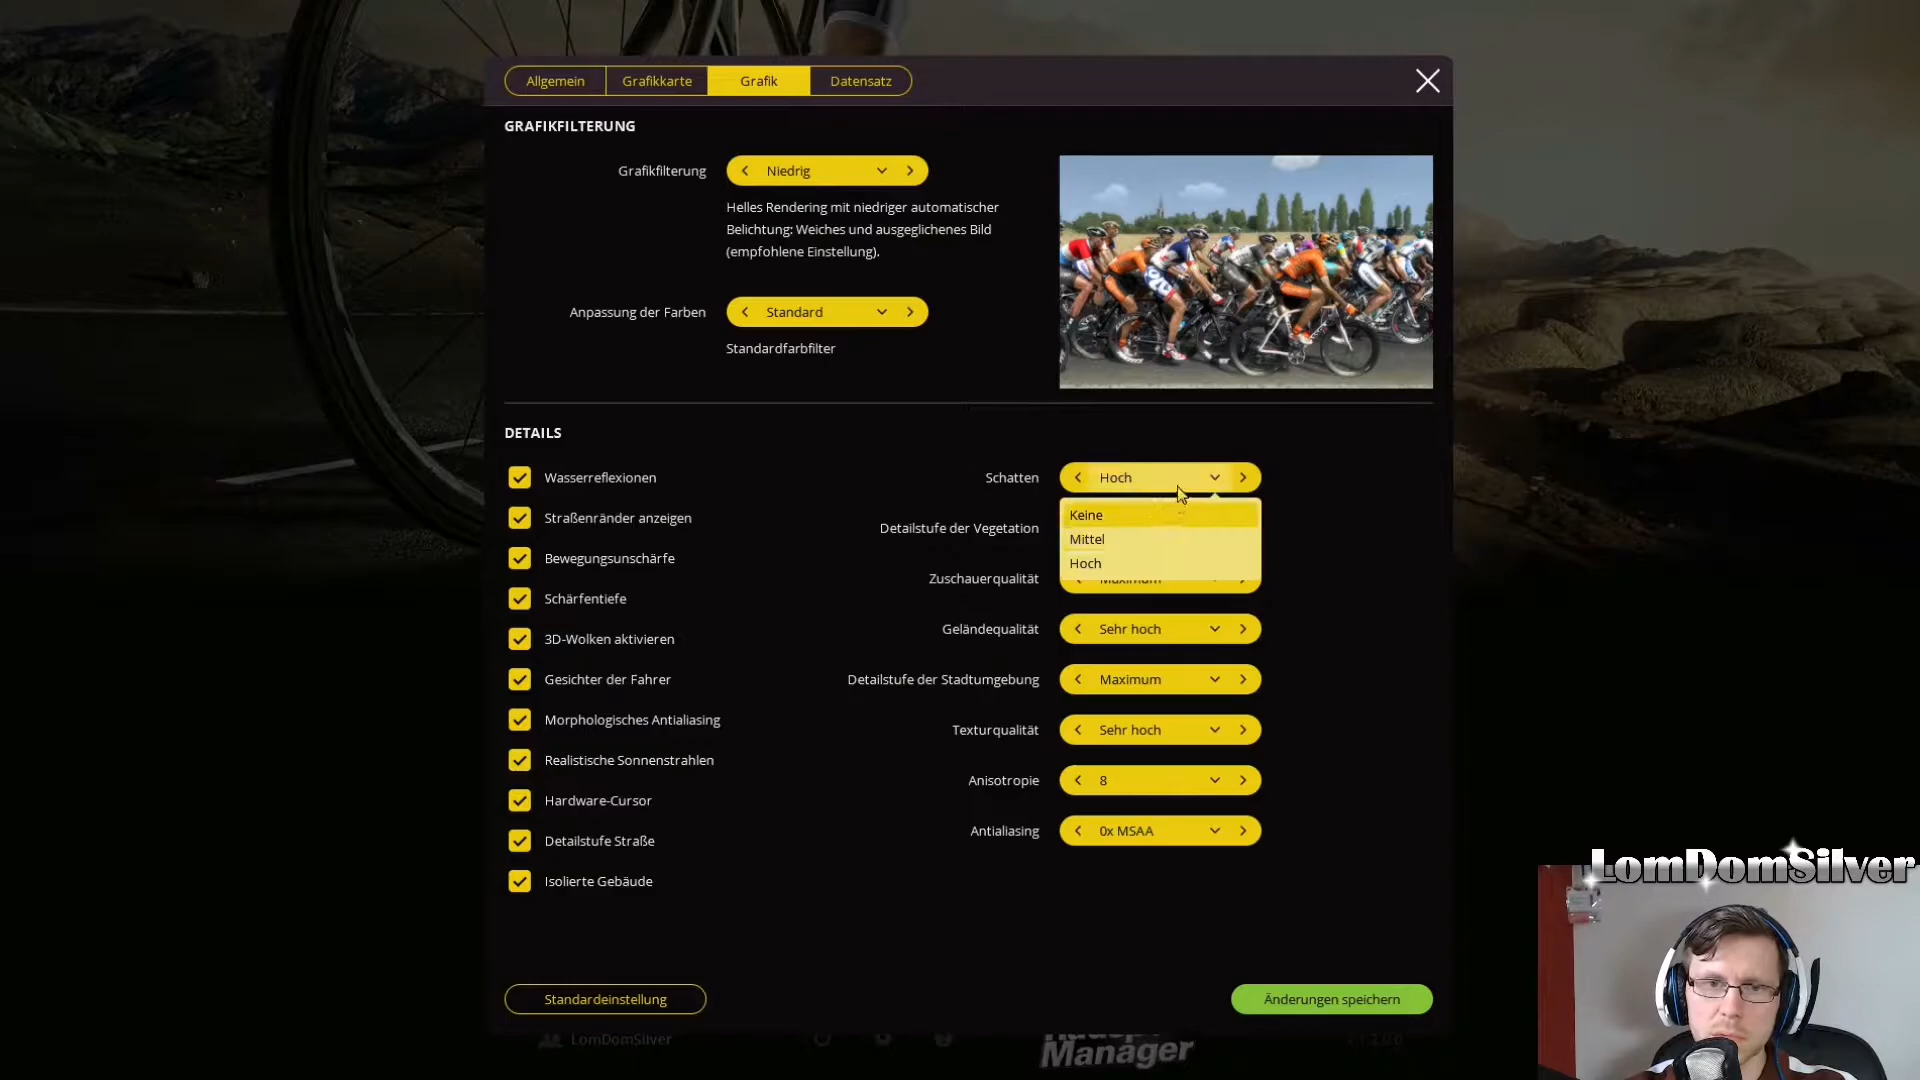 Allgemein
Grafikkarte
Grafik
Datensatz
GRAFIKFILTERUNG
Grafikfilterung
Niedrig
Helles Rendering mit niedriger automatischer
Belichtung: Weiches und ausgeglichenes Bild
(empfohlene Einstellung).
Anpassung der Farben
Standard
Standardfarbfilter
DETAILS
Wasserreflexionen
Straßenränder anzeigen
Bewegungsunschärfe
Schärfentiefe
3D-Wolken aktivieren
Gesichter der Fahrer
Morphologisches Antialiasing
Realistische Sonnenstrahlen
Hardware-Cursor
Detailstufe Straße
Isolierte Gebäude
Schatten
Hoch
Keine
Mittel
Hoch
Detailstufe der Vegetation
Zuschauerqualität
Maximum
Geländequalität
Sehr hoch
Detailstufe der Stadtumgebung
Maximum
Texturqualität
Sehr hoch
Anisotropie
8
Antialiasing
0x MSAA
Standardeinstellung
Änderungen speichern
LomDomSilver
Manager
LomDomSilver